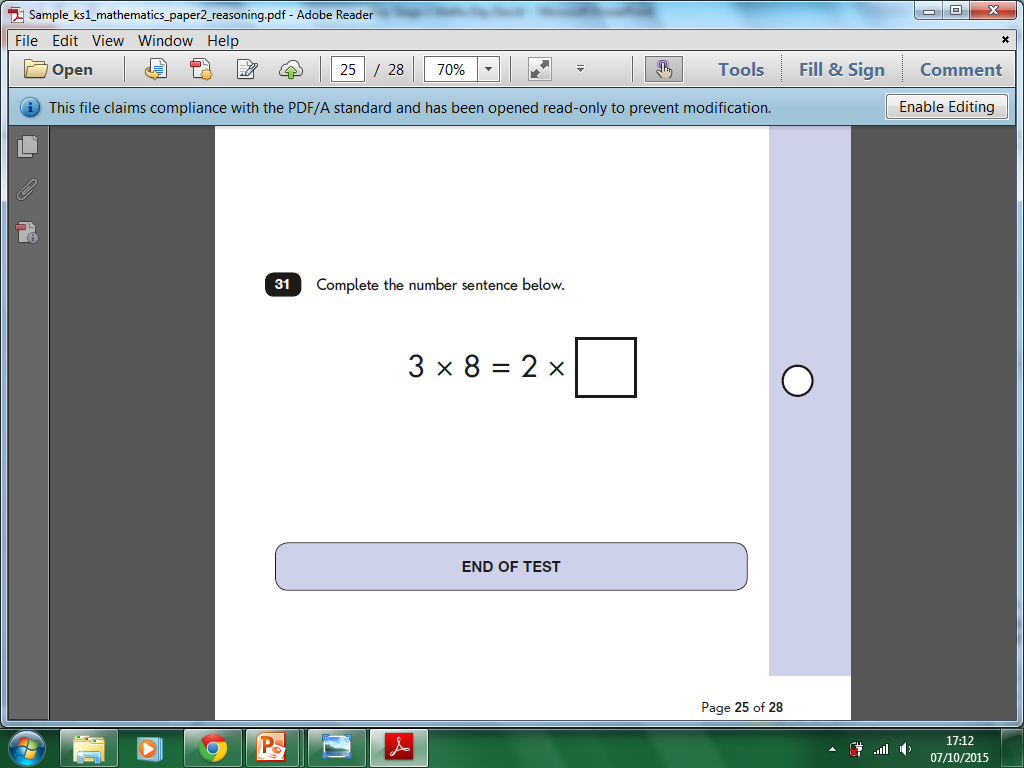 Sample_ks1_mathematics_paper2_reasoning.pdf - Adobe Reader
File Edit View Window Help
Open 25 / 28 70% Tools Fill & Sign Comment
This file claims compliance with the PDF/A standard and has been opened read-only to prevent modification. Enable Editing
31 Complete the number sentence below.
3 × 8 = 2 ×
END OF TEST
Page 25 of 28
17:12
07/10/2015